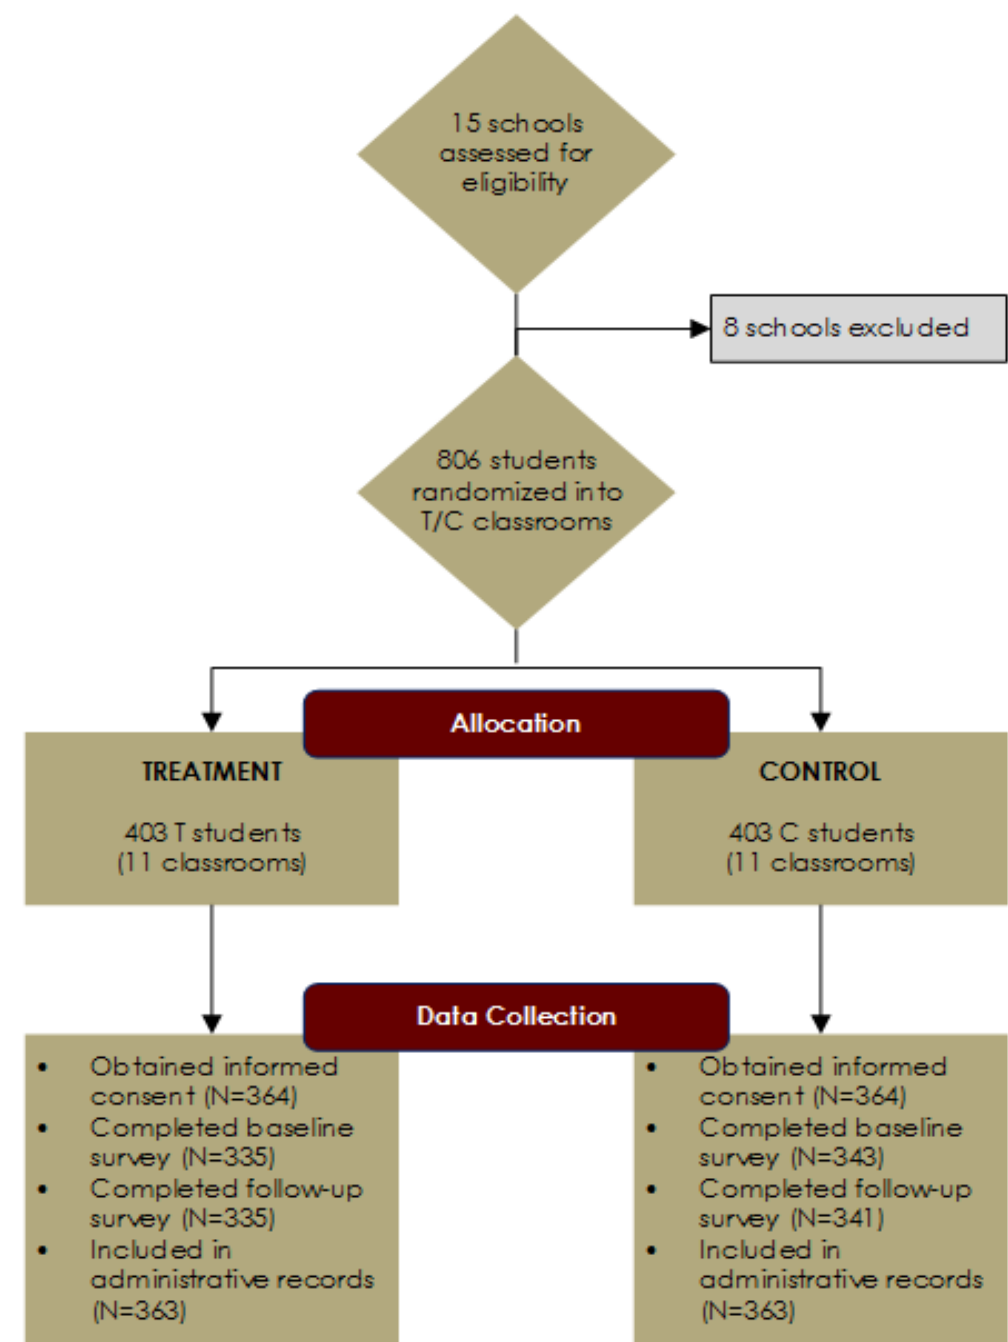 15 schools
assessed for
eligibility
8 schools excluded
806 students
randomized into
T/C classrooms
Allocation
TREATMENT
403 T students
(11 classrooms)
CONTROL
403 C students
(11 classrooms)
Data Collection
• Obtained informed
consent (N=364)
• Completed baseline
survey (N=335)
• Completed follow-up
survey (N=335)
• Included in
administrative records
(N=363)
• Obtained informed
consent (N=364)
• Completed baseline
survey (N=343)
• Completed follow-up
survey (N=341)
• Included in
administrative records
(N=363)